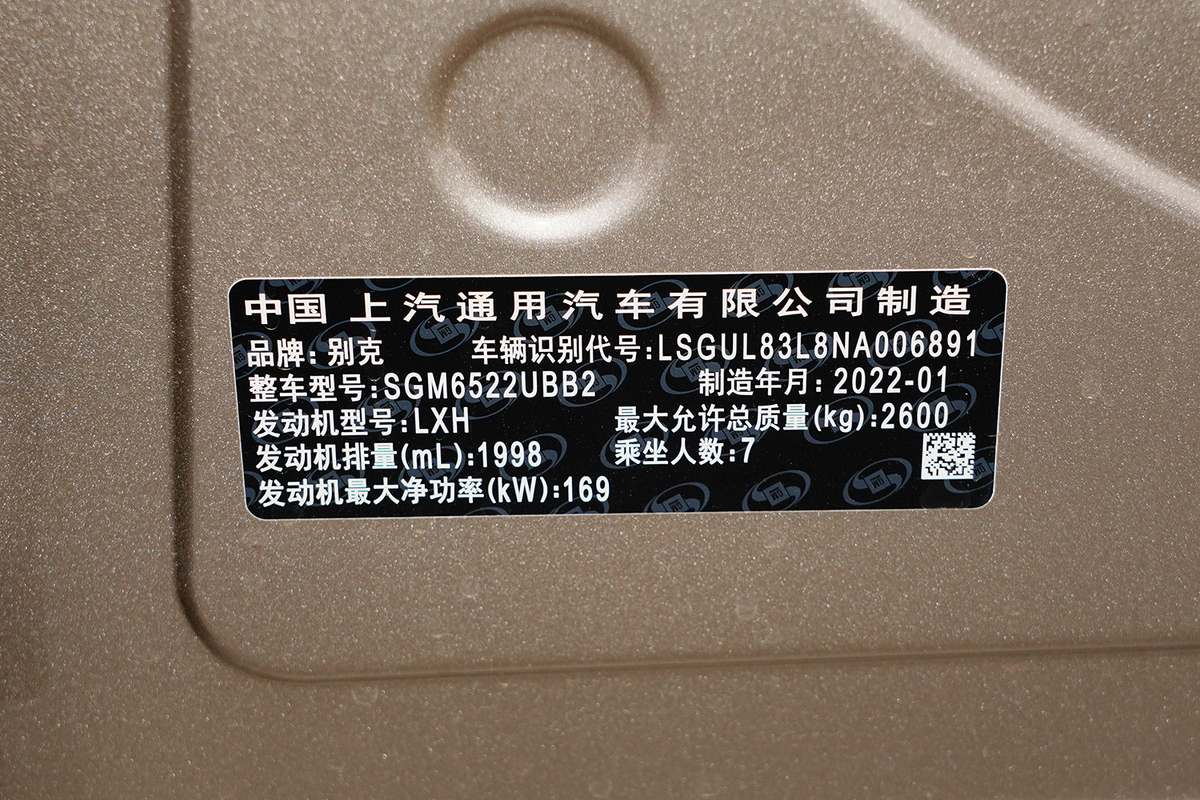 中国 上汽通用汽车有限公司制造
品牌: 别克 车辆识别代号:LSGUL83L8NA006891
整车型号:SGM6522UBB2 制造年月: 2022-01
发动机型号:LXH 最大允许总质量(kg):2600
发动机排量(mL):1998 乘坐人数:7
发动机最大净功率(kW):169